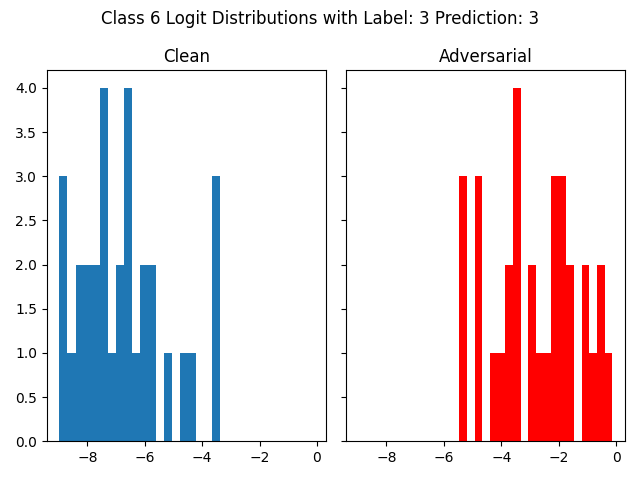 Class 6 Logit Distributions with Label: 3 Prediction: 3
Clean
Adversarial
4.0
3.5
3.0
2.5
2.0
1.5
1.0
0.5
0.0
−8 −6 −4 −2 0
−8 −6 −4 −2 0